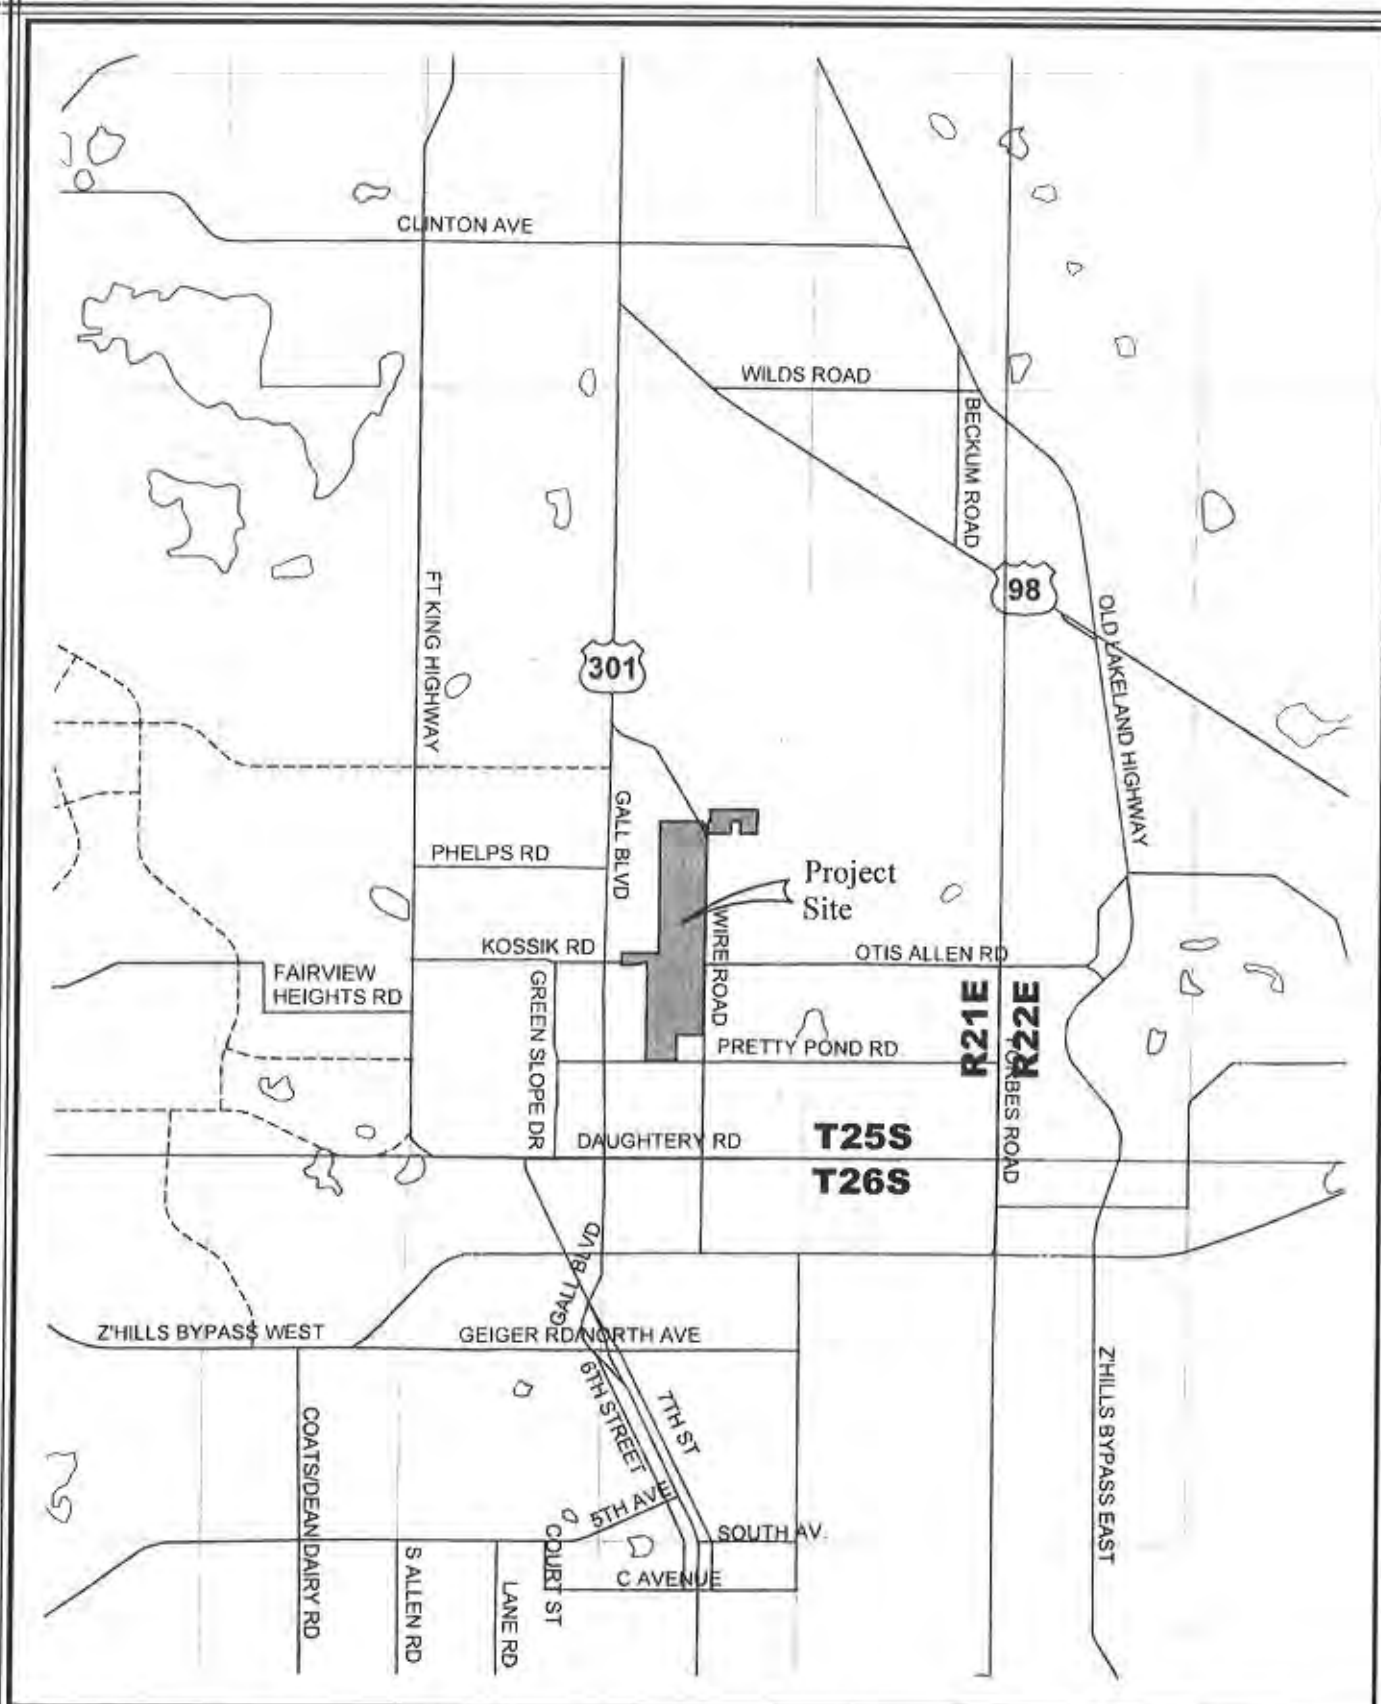 CLINTON AVE
WILDS ROAD
BECKUM ROAD
98
FT KING HIGHWAY
301
OLD LAKELAND HIGHWAY
GALL BLVD
PHELPS RD
Project
Site
WIRE ROAD
KOSSIK RD
OTIS ALLEN RD
FAIRVIEW
HEIGHTS RD
GREEN SLOPE DR
R21E
R22E
PRETTY POND RD
FORBES ROAD
DAUGHTERY RD
T25S
T26S
GALL BLVD
Z'HILLS BYPASS WEST
GEIGER RD/NORTH AVE
6TH STREET
7TH ST
Z'HILLS BYPASS EAST
COATS/DEAN DAIRY RD
5TH AVE
SOUTH AV.
S ALLEN RD
LANE RD
COURT ST
C AVENUE